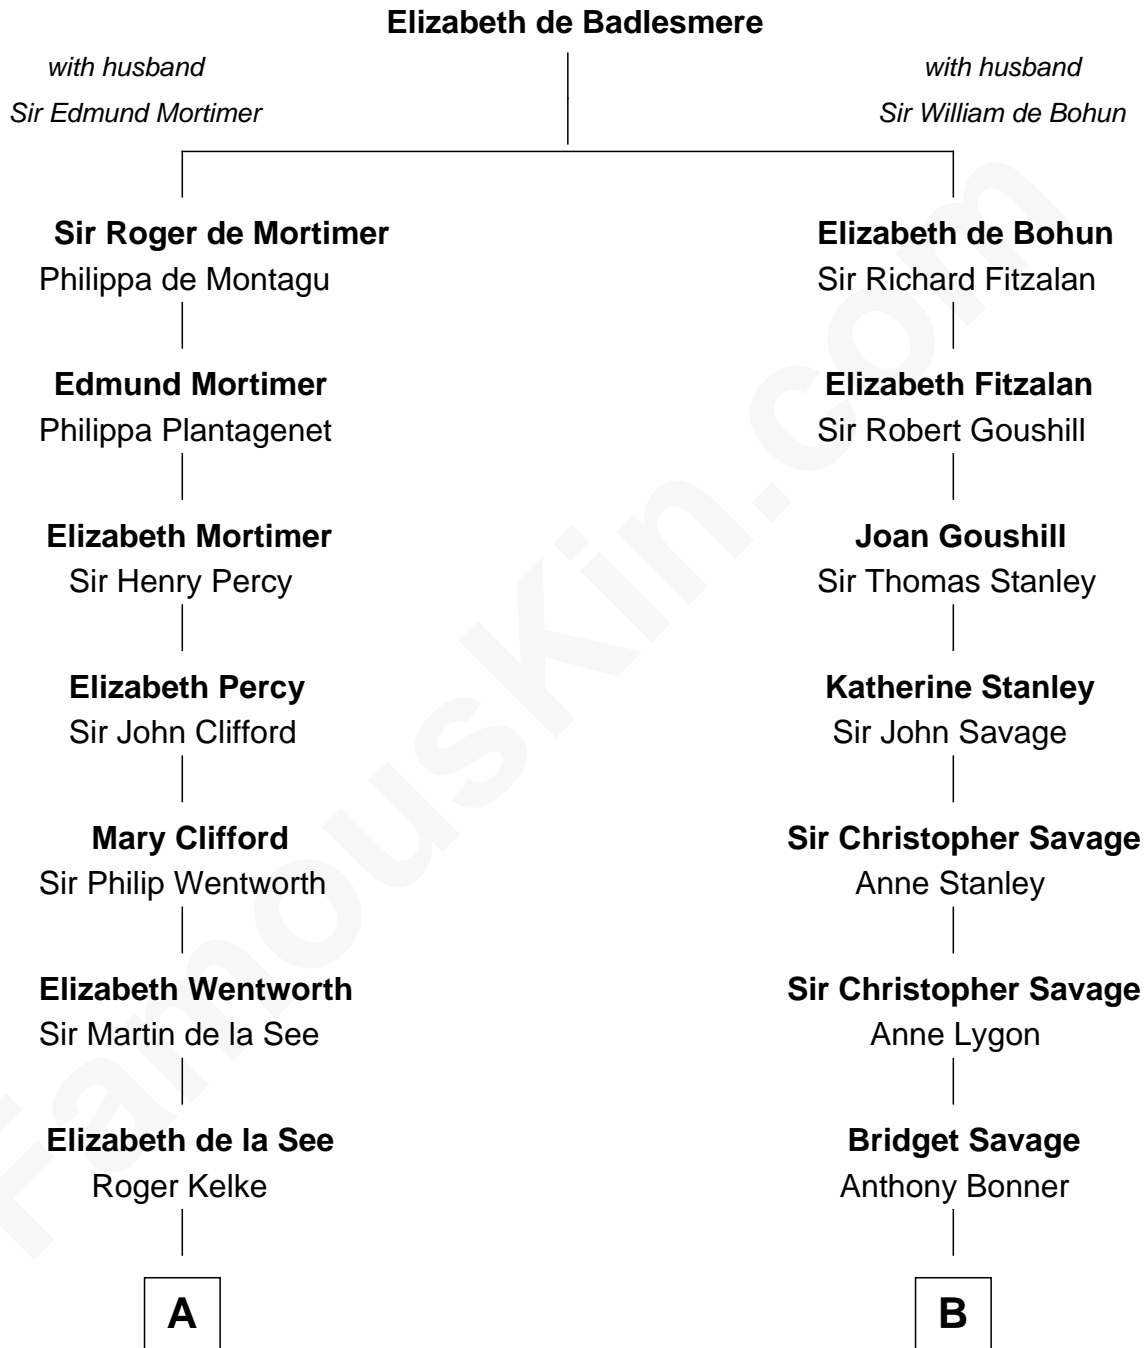 Elizabeth de Badlesmere
with husband
Sir Edmund Mortimer
with husband
Sir William de Bohun
Sir Roger de Mortimer
Philippa de Montagu
Edmund Mortimer
Philippa Plantagenet
Elizabeth Mortimer
Sir Henry Percy
Elizabeth Percy
Sir John Clifford
Mary Clifford
Sir Philip Wentworth
Elizabeth Wentworth
Sir Martin de la See
Elizabeth de la See
Roger Kelke
A
Elizabeth de Bohun
Sir Richard Fitzalan
Elizabeth Fitzalan
Sir Robert Goushill
Joan Goushill
Sir Thomas Stanley
Katherine Stanley
Sir John Savage
Sir Christopher Savage
Anne Stanley
Sir Christopher Savage
Anne Lygon
Bridget Savage
Anthony Bonner
B
FamousKin.com